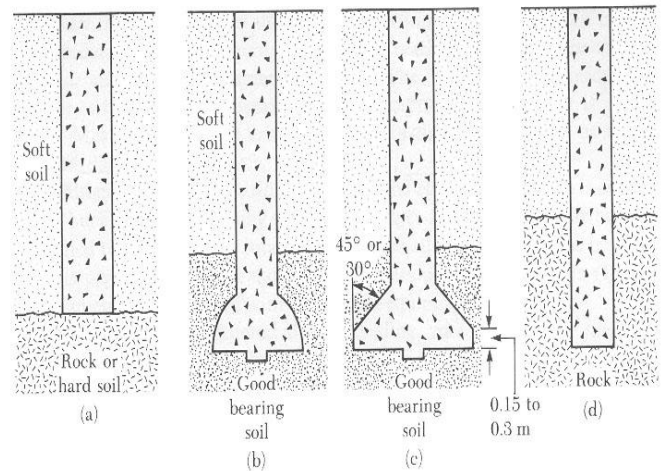 Soft
soil
Rock or
hard soil
(a)
Soft
soil
Good
bearing
soil
(b)
45° or
30°
Good
bearing
soil
(c)
0.15 to
0.3 m
Rock
(d)